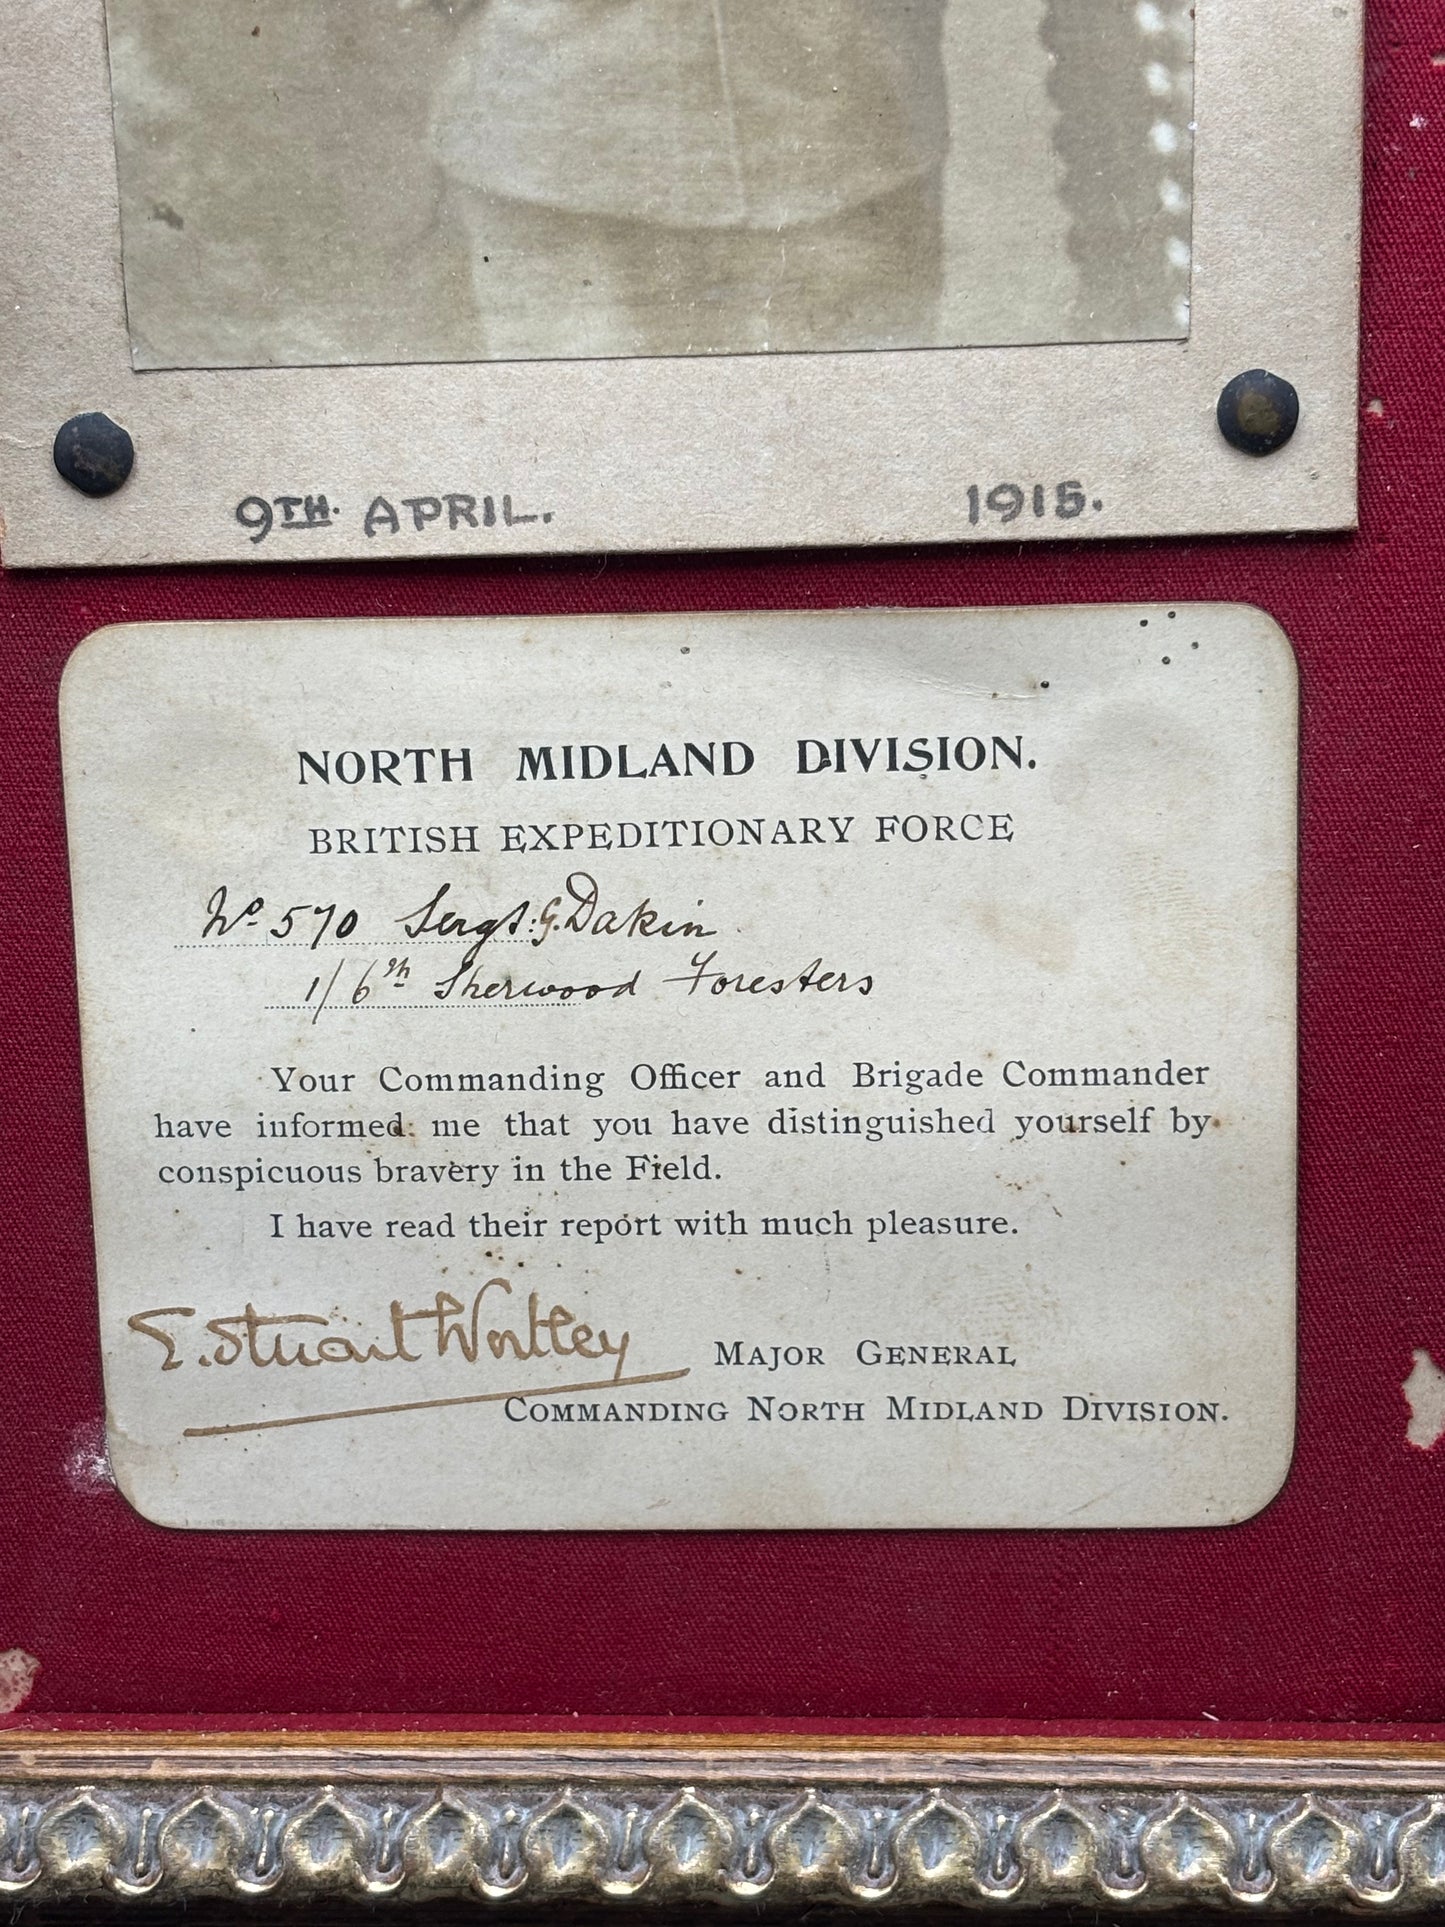 9TH. APRIL. 1915.
NORTH MIDLAND DIVISION.
BRITISH EXPEDITIONARY FORCE
No 570 Sergt: G. Dakin
1/6th Sherwood Foresters
Your Commanding Officer and Brigade Commander
have informed me that you have distinguished yourself by
conspicuous bravery in the Field.
I have read their report with much pleasure.
E. Stuart Wortley MAJOR GENERAL
COMMANDING NORTH MIDLAND DIVISION.